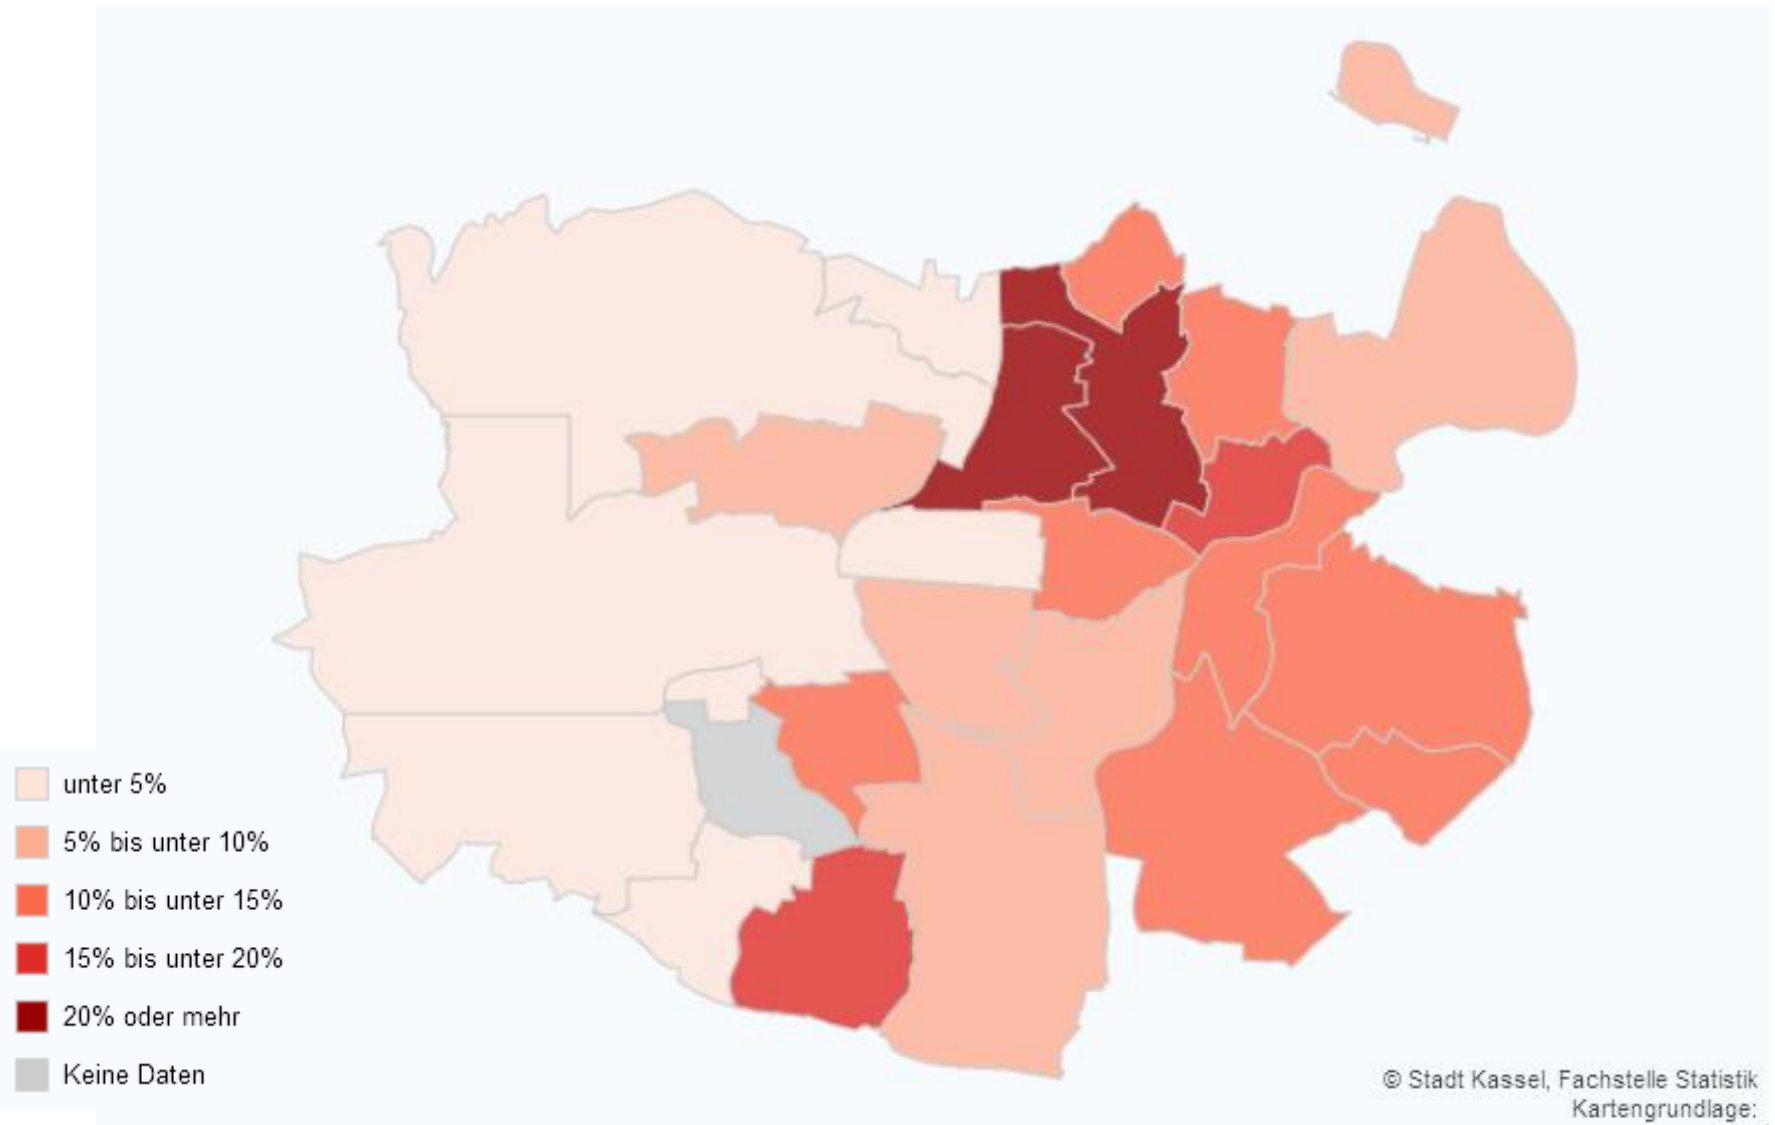 unter 5%
5% bis unter 10%
10% bis unter 15%
15% bis unter 20%
20% oder mehr
Keine Daten
© Stadt Kassel, Fachstelle Statistik
Kartengrundlage: